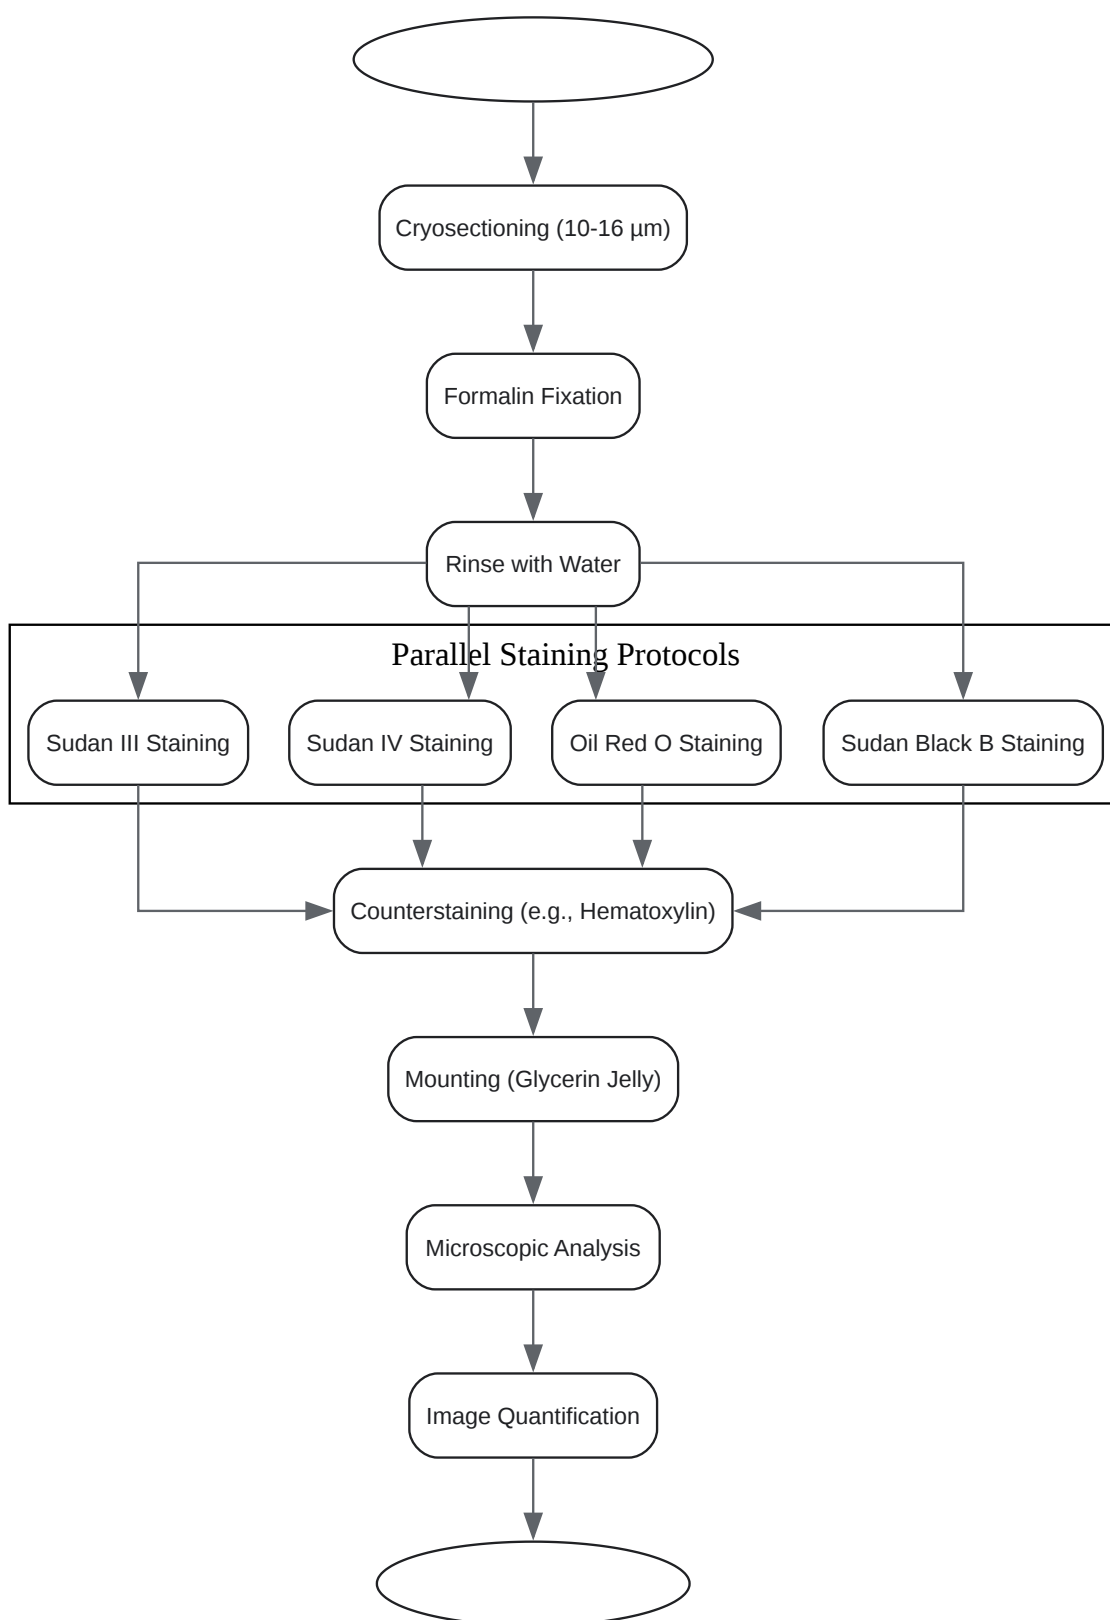 Cryosectioning (10-16 µm)
Formalin Fixation
Rinse with Water
Parallel Staining Protocols
Sudan III Staining
Sudan IV Staining
Oil Red O Staining
Sudan Black B Staining
Counterstaining (e.g., Hematoxylin)
Mounting (Glycerin Jelly)
Microscopic Analysis
Image Quantification